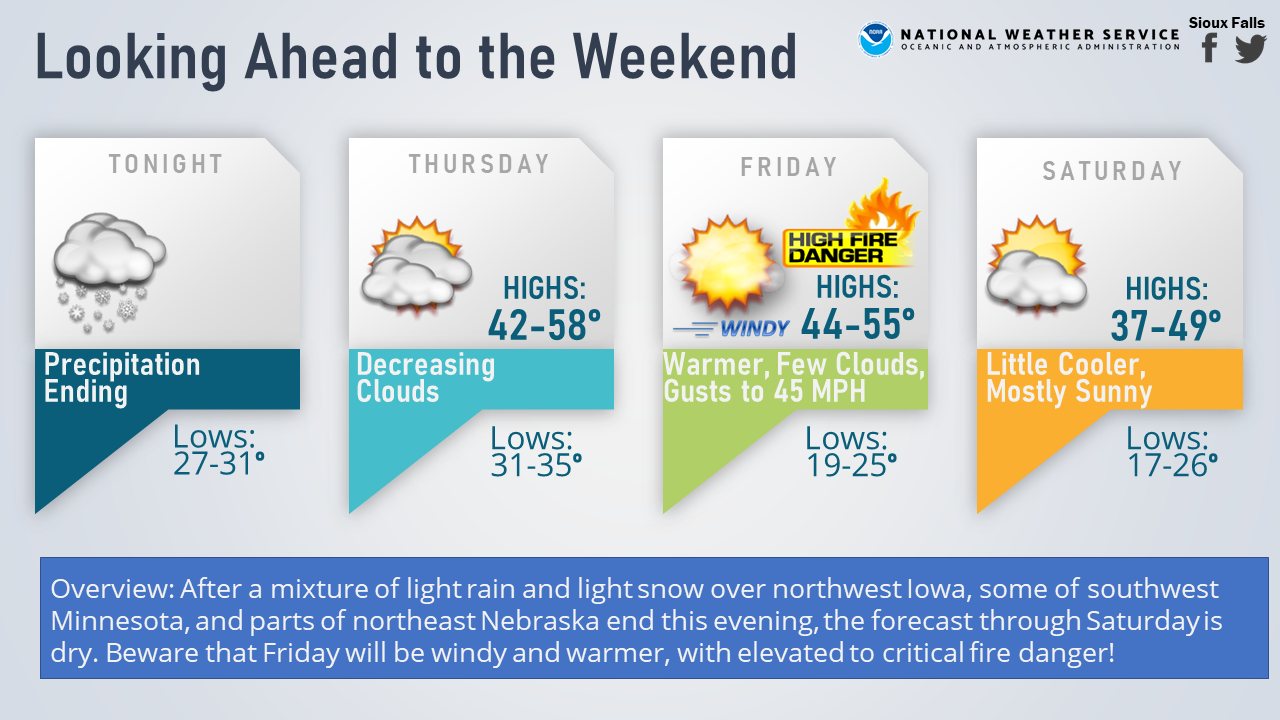 Looking Ahead to the Weekend
NOAA
NATIONAL WEATHER SERVICE
OCEANIC AND ATMOSPHERIC ADMINISTRATION
Sioux Falls
TONIGHT
Precipitation
Ending
Lows:
27-31°
THURSDAY
HIGHS:
42-58°
Decreasing
Clouds
Lows:
31-35°
FRIDAY
HIGH FIRE
DANGER
HIGHS:
WINDY
44-55°
Warmer, Few Clouds,
Gusts to 45 MPH
Lows:
19-25°
SATURDAY
HIGHS:
37-49°
Little Cooler,
Mostly Sunny
Lows:
17-26°
Overview: After a mixture of light rain and light snow over northwest Iowa, some of southwest
Minnesota, and parts of northeast Nebraska end this evening, the forecast through Saturday is
dry. Beware that Friday will be windy and warmer, with elevated to critical fire danger!